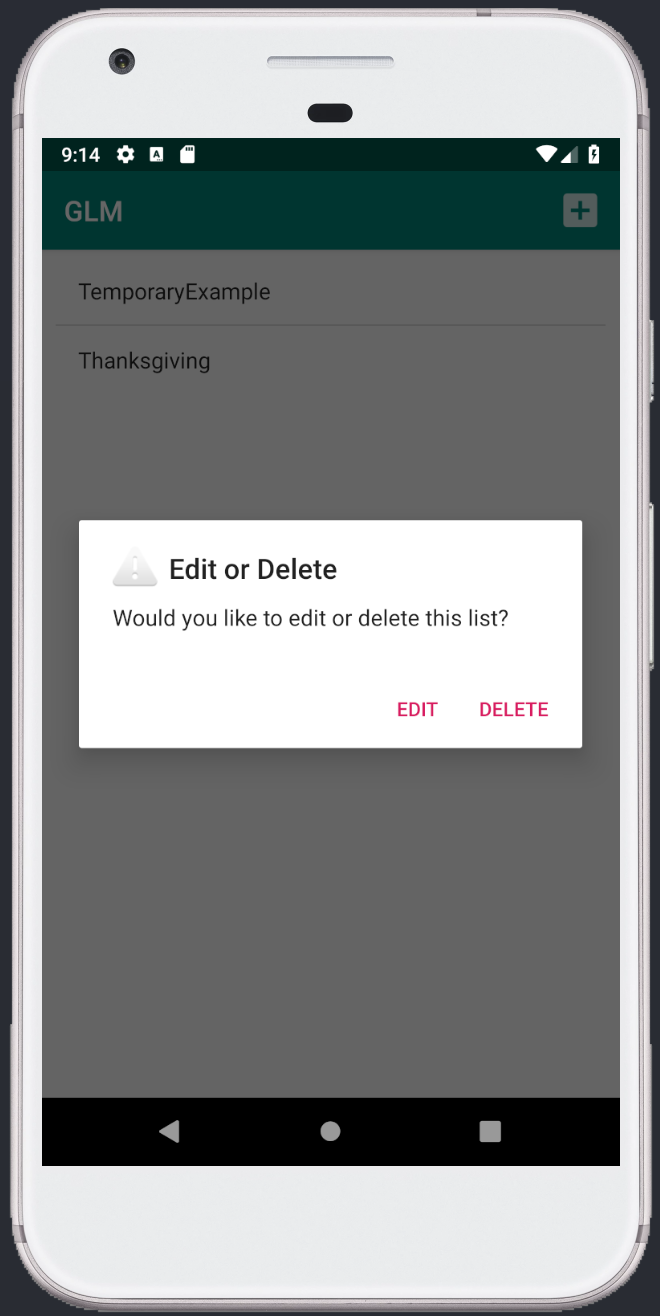 9:14
GLM
TemporaryExample
Thanksgiving
Edit or Delete
Would you like to edit or delete this list?
EDIT DELETE